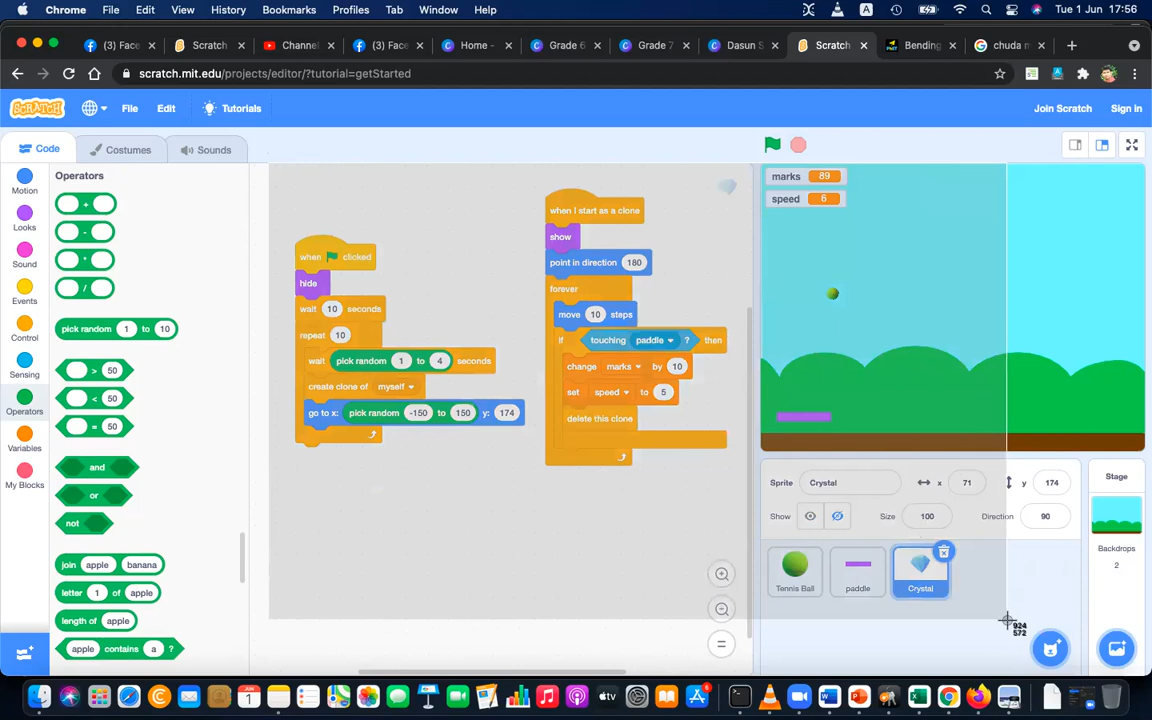 Chrome File Edit View History Bookmarks Profiles Tab Window Help A Tue 1 Jun 17:56
(3) Face Scratch Channel (3) Face Home - Grade 6 Grade 7 Dasun S Scratch Bending chuda m
scratch.mit.edu/projects/editor/?tutorial=getStarted
SCRATCH File Edit Tutorials Join Scratch Sign in
Code Costumes Sounds
Motion
Looks
Sound
Events
Control
Sensing
Operators
Variables
My Blocks
Operators
+
-
*
/
pick random 1 to 10
> 50
< 50
= 50
and
or
not
join apple banana
letter 1 of apple
length of apple
apple contains a ?
when clicked
hide
wait 10 seconds
repeat 10
wait pick random 1 to 4 seconds
create clone of myself
go to x: pick random -150 to 150 y: 174
when I start as a clone
show
point in direction 180
forever
move 10 steps
if touching paddle ? then
change marks by 10
set speed to 5
delete this clone
marks 89
speed 6
Sprite Crystal x 71 y 174
Show Size 100 Direction 90
Tennis Ball paddle Crystal
Stage
Backdrops
2
924
572